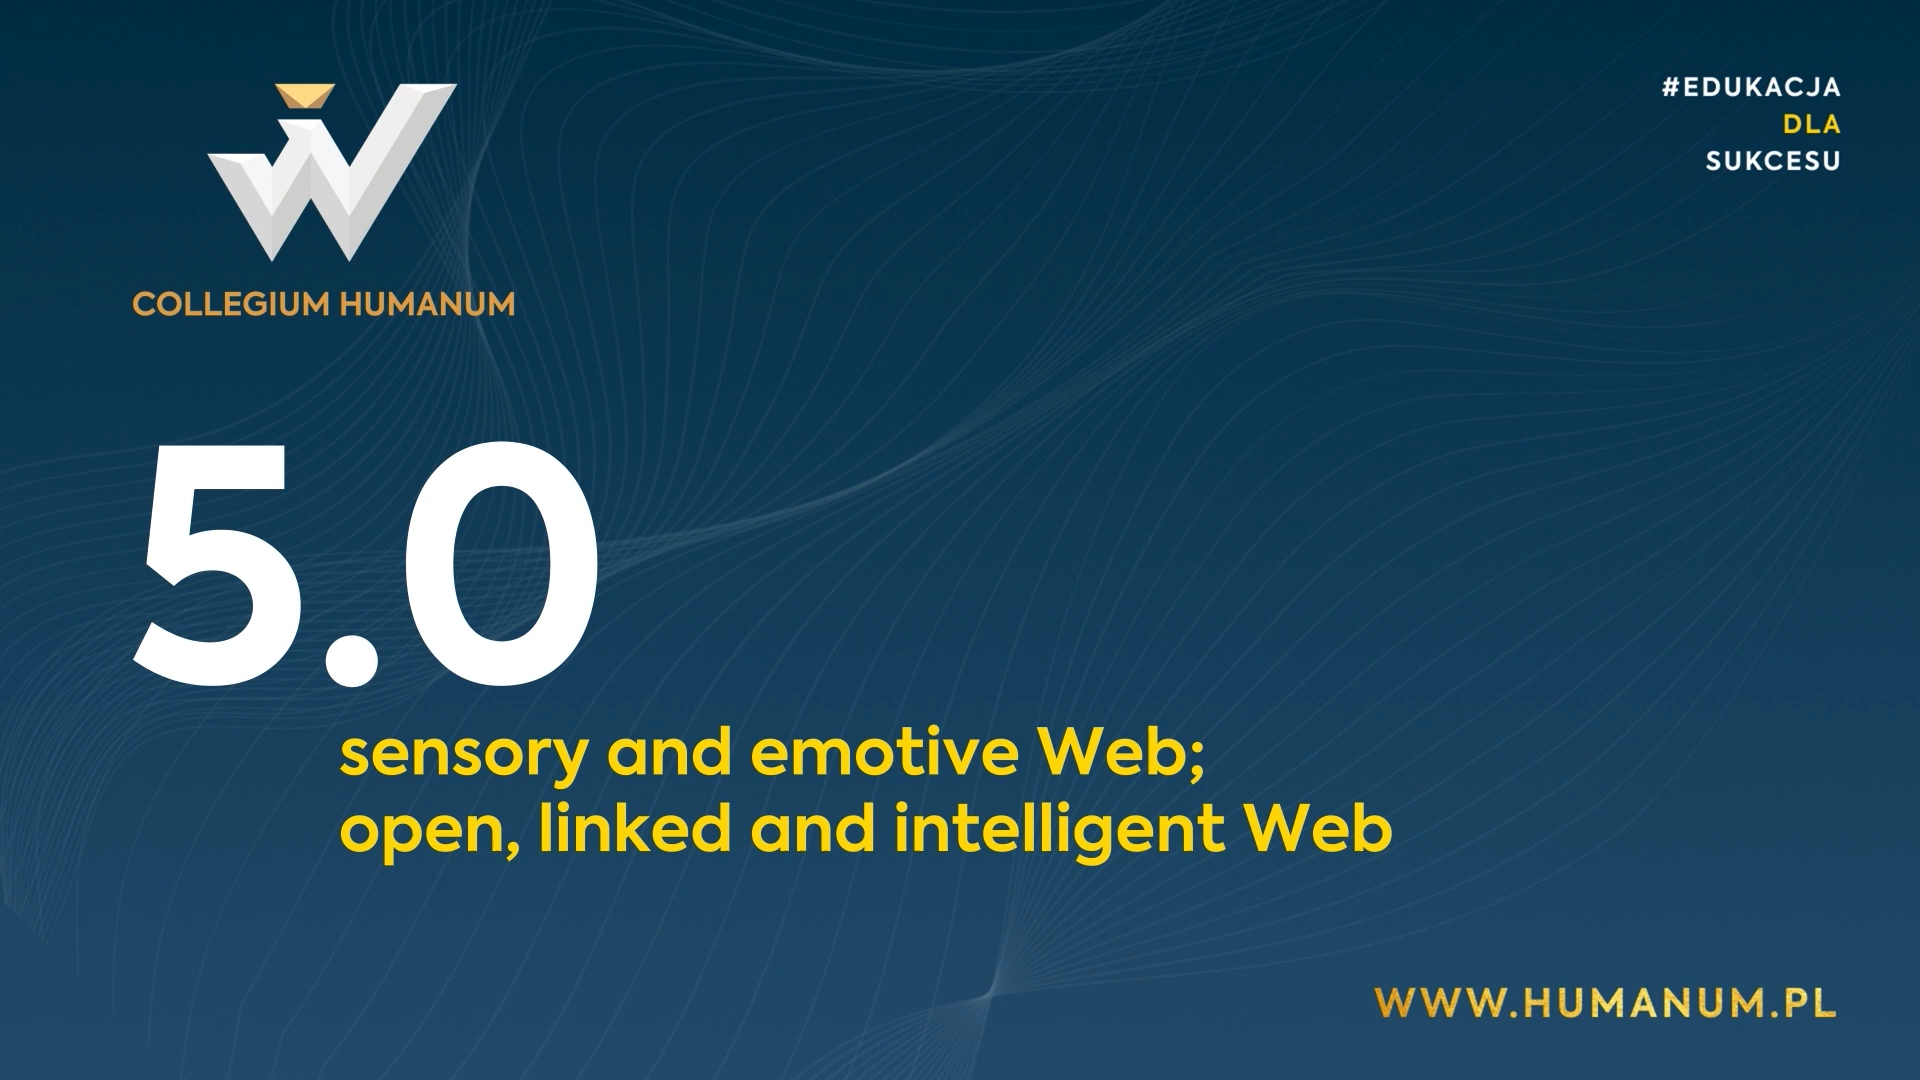 #EDUKACJA
DLA
SUKCESU
COLLEGIUM HUMANUM
5.0
sensory and emotive Web;
open, linked and intelligent Web
WWW.HUMANUM.PL